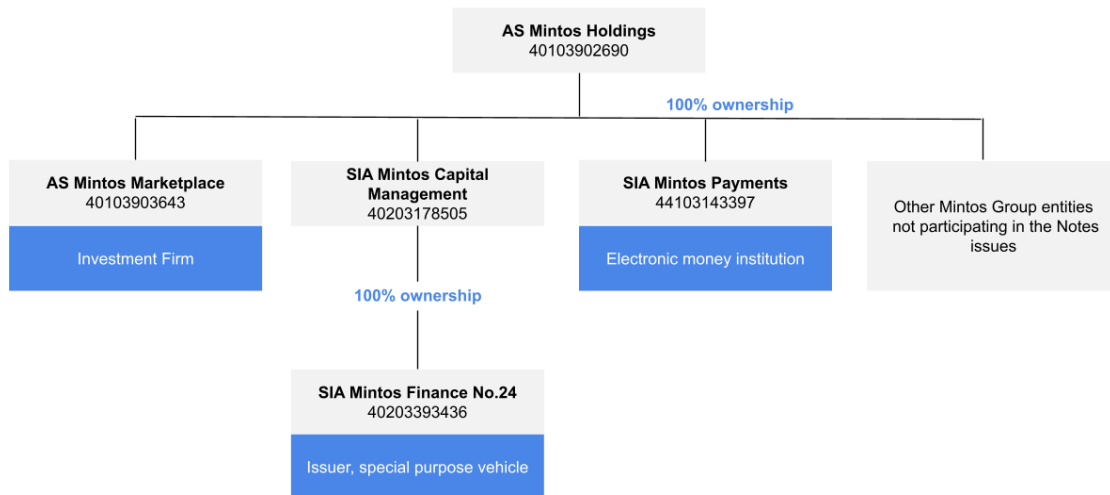 AS Mintos Holdings
40103902690
100% ownership
AS Mintos Marketplace
40103903643
Investment Firm
SIA Mintos Capital
Management
40203178505
SIA Mintos Payments
44103143397
Electronic money institution
Other Mintos Group entities
not participating in the Notes
issues
100% ownership
SIA Mintos Finance No.24
40203393436
Issuer, special purpose vehicle